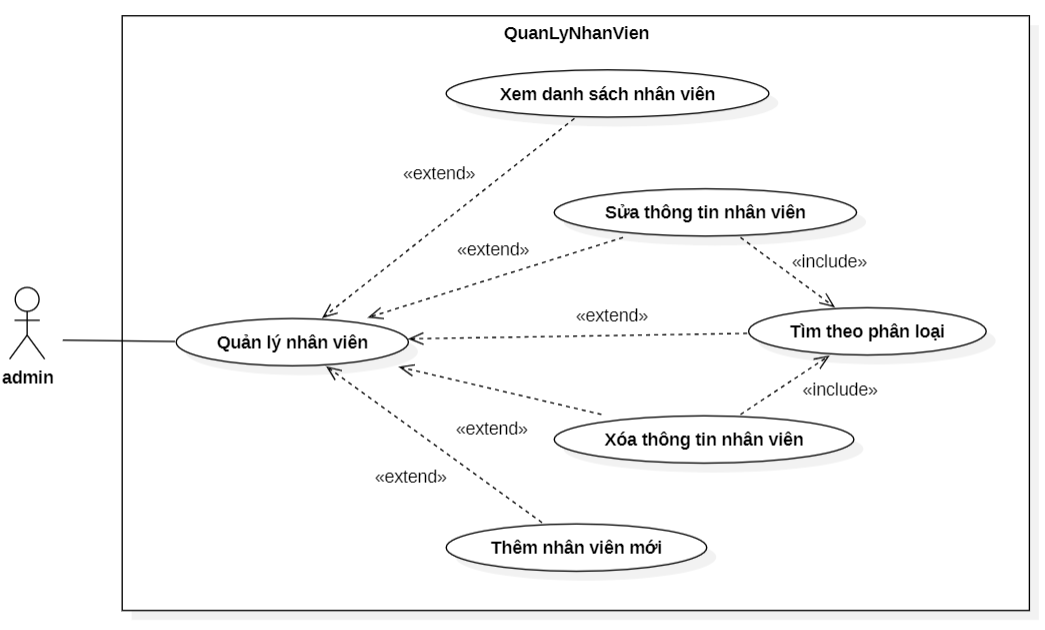 QuanLyNhanVien
Xem danh sách nhân viên
«extend»
Sửa thông tin nhân viên
«extend»
«include»
«extend»
Tìm theo phân loại
Quản lý nhân viên
admin
«include»
«extend»
Xóa thông tin nhân viên
«extend»
Thêm nhân viên mới